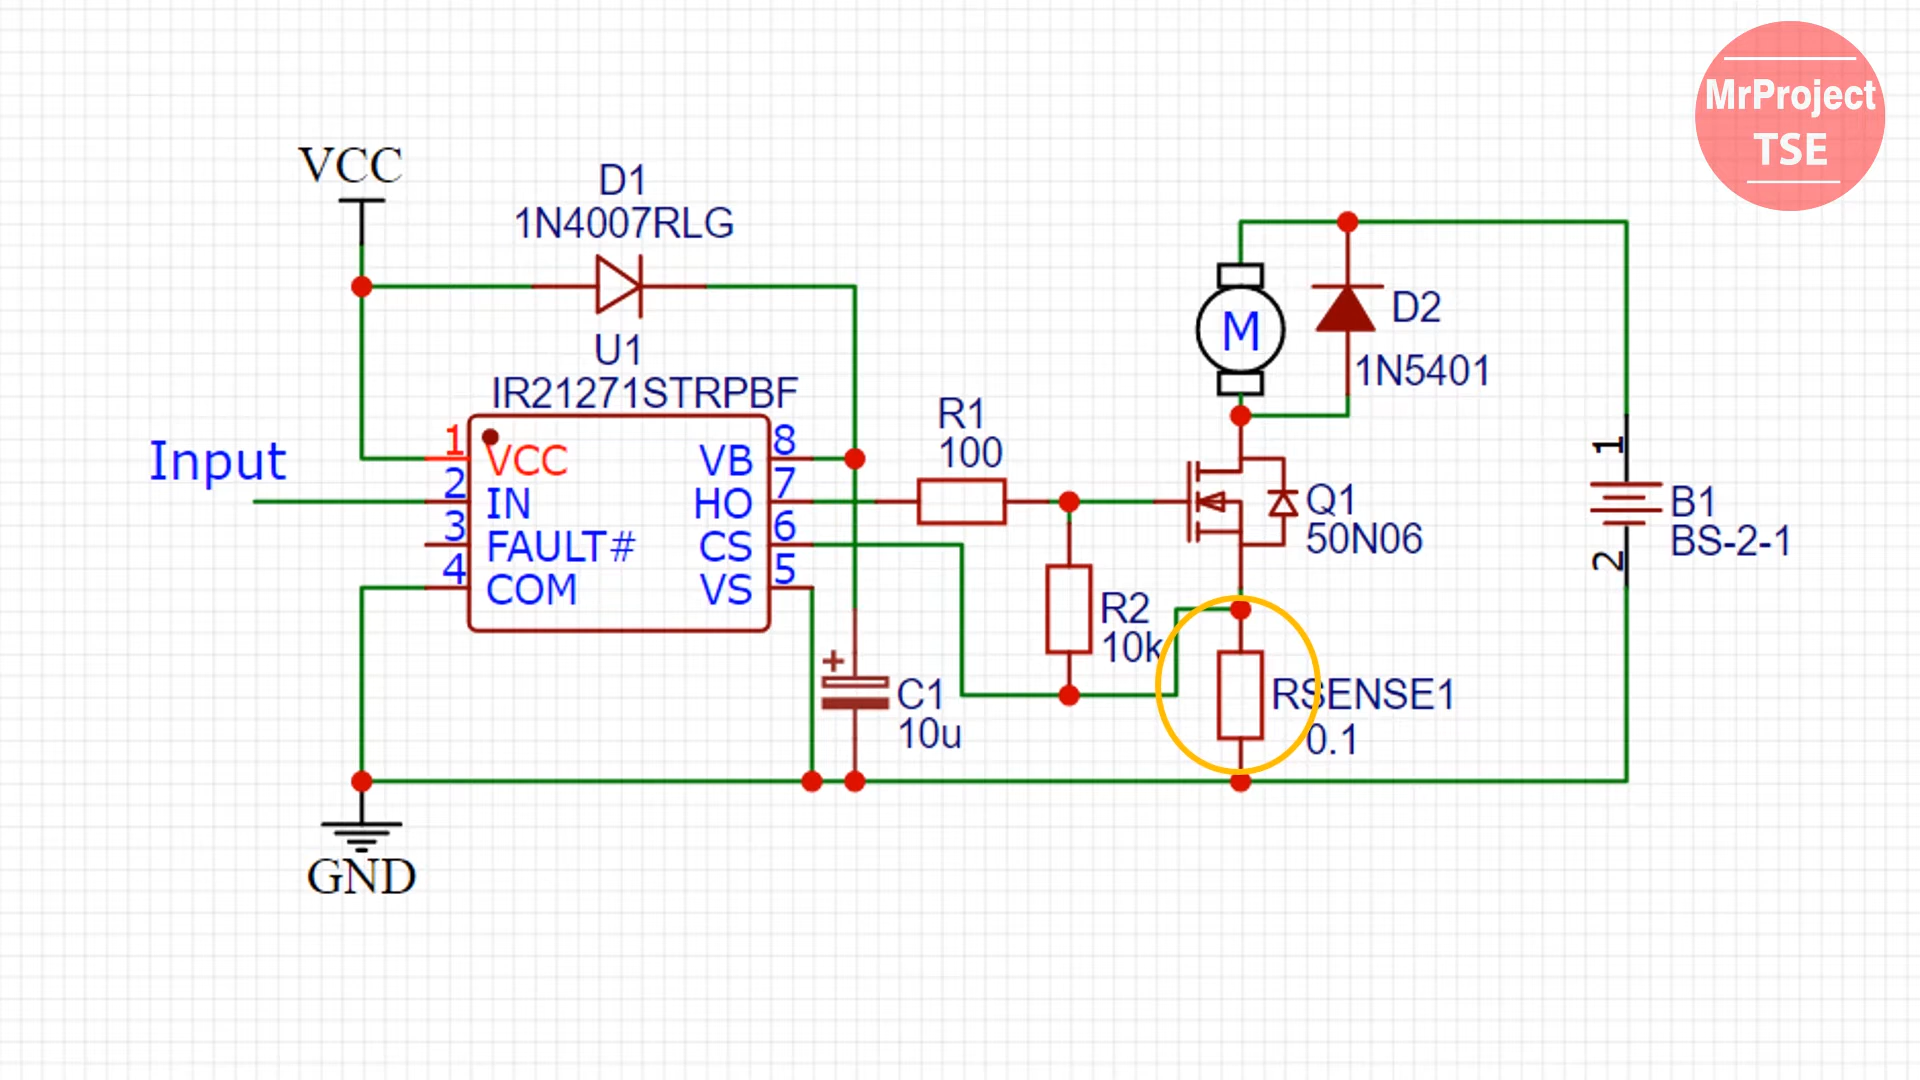 MrProject
TSE
VCC
D1
1N4007RLG
U1
IR21271STRPBF
Input
1
VCC
2
IN
3
FAULT#
4
COM
VB
8
HO
7
CS
6
VS
5
R1
100
R2
10k
C1
10u
+
M
D2
1N5401
Q1
50N06
RSENSE1
0.1
1
B1
BS-2-1
2
GND